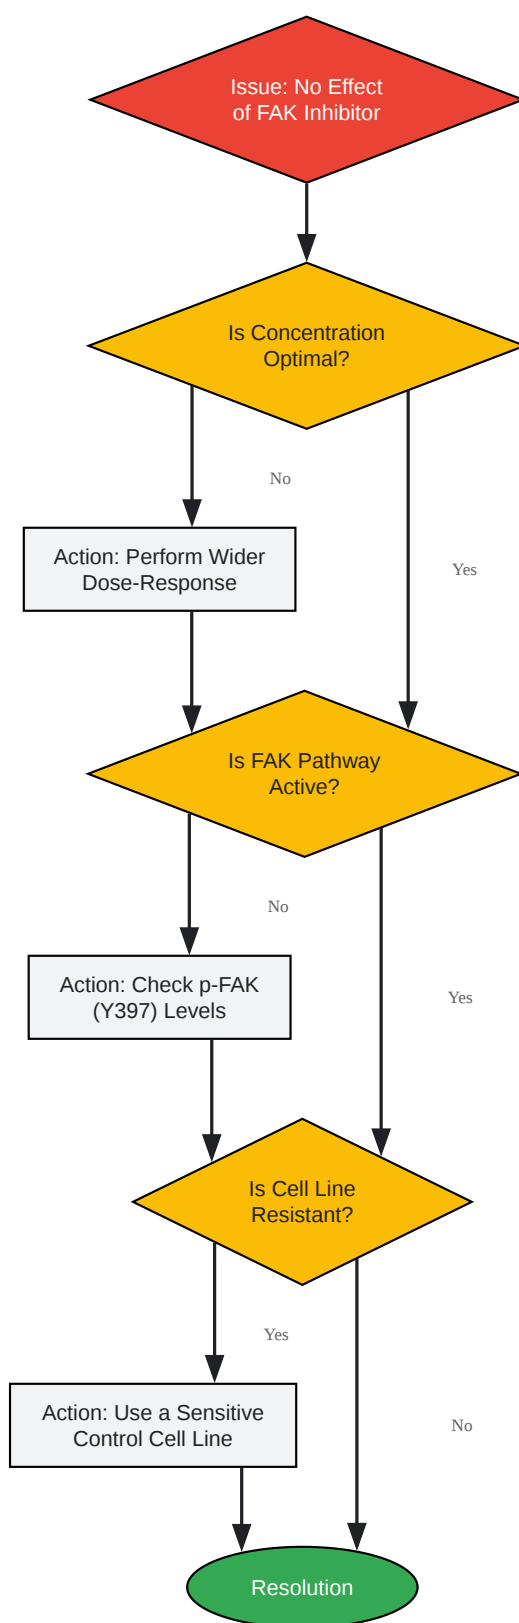 Issue: No Effect
of FAK Inhibitor
Is Concentration
Optimal?
No
Action: Perform Wider
Dose-Response
Yes
Is FAK Pathway
Active?
No
Action: Check p-FAK
(Y397) Levels
Yes
Is Cell Line
Resistant?
Yes
Action: Use a Sensitive
Control Cell Line
No
Resolution